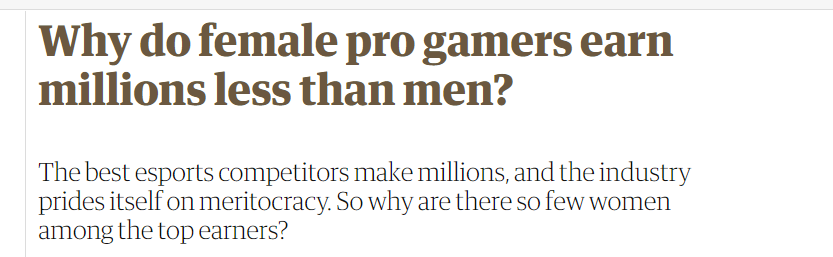 Why do female pro gamers earn
millions less than men?
The best esports competitors make millions, and the industry
prides itself on meritocracy. So why are there so few women
among the top earners?